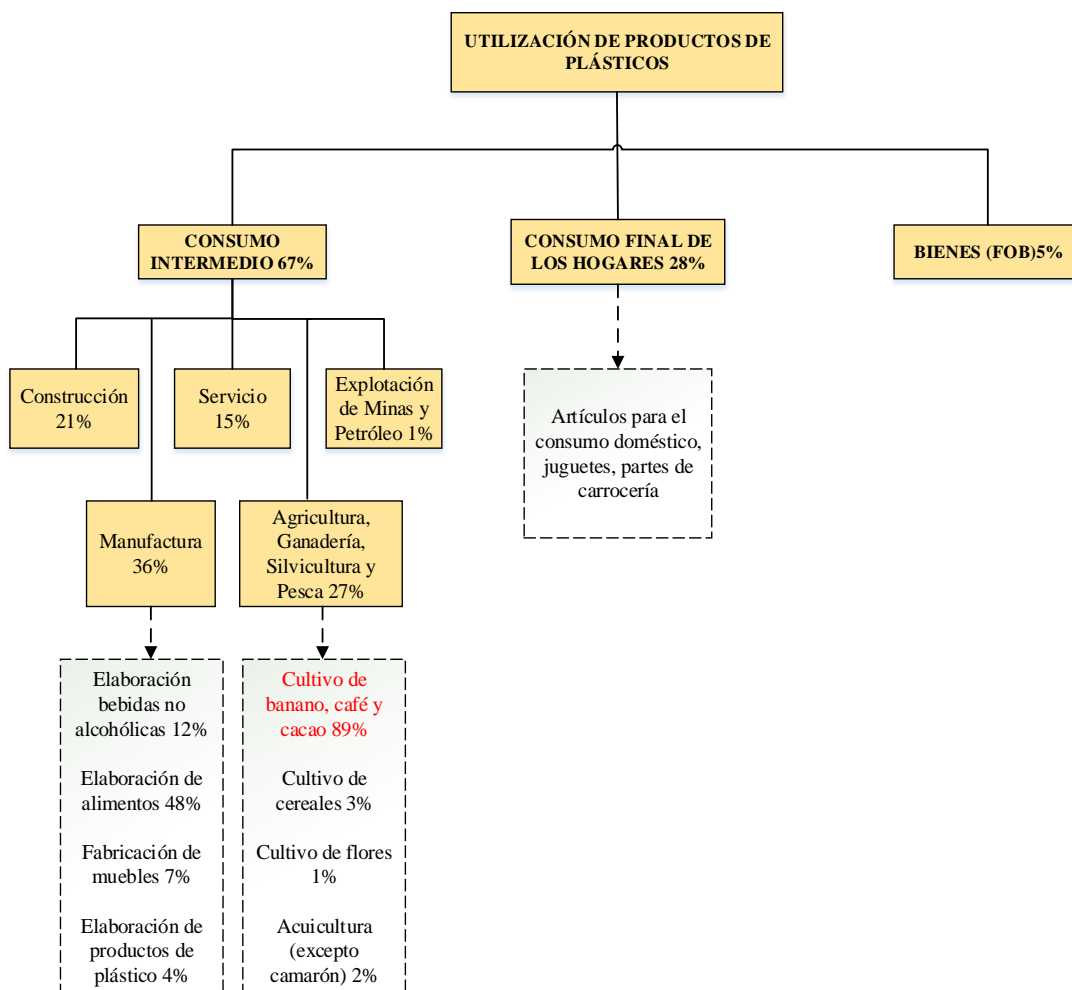 UTILIZACIÓN DE PRODUCTOS DE
PLÁSTICOS
CONSUMO
INTERMEDIO 67%
CONSUMO FINAL DE
LOS HOGARES 28%
BIENES (FOB)5%
Construcción
21%
Servicio
15%
Explotación
de Minas y
Petróleo 1%
Artículos para el
consumo doméstico,
juguetes, partes de
carrocería
Manufactura
36%
Agricultura,
Ganadería,
Silvicultura y
Pesca 27%
Elaboración
bebidas no
alcohólicas 12%
Elaboración de
alimentos 48%
Fabricación de
muebles 7%
Elaboración de
productos de
plástico 4%
Cultivo de
banano, café y
cacao 89%
Cultivo de
cereales 3%
Cultivo de flores
1%
Acuicultura
(excepto
camarón) 2%